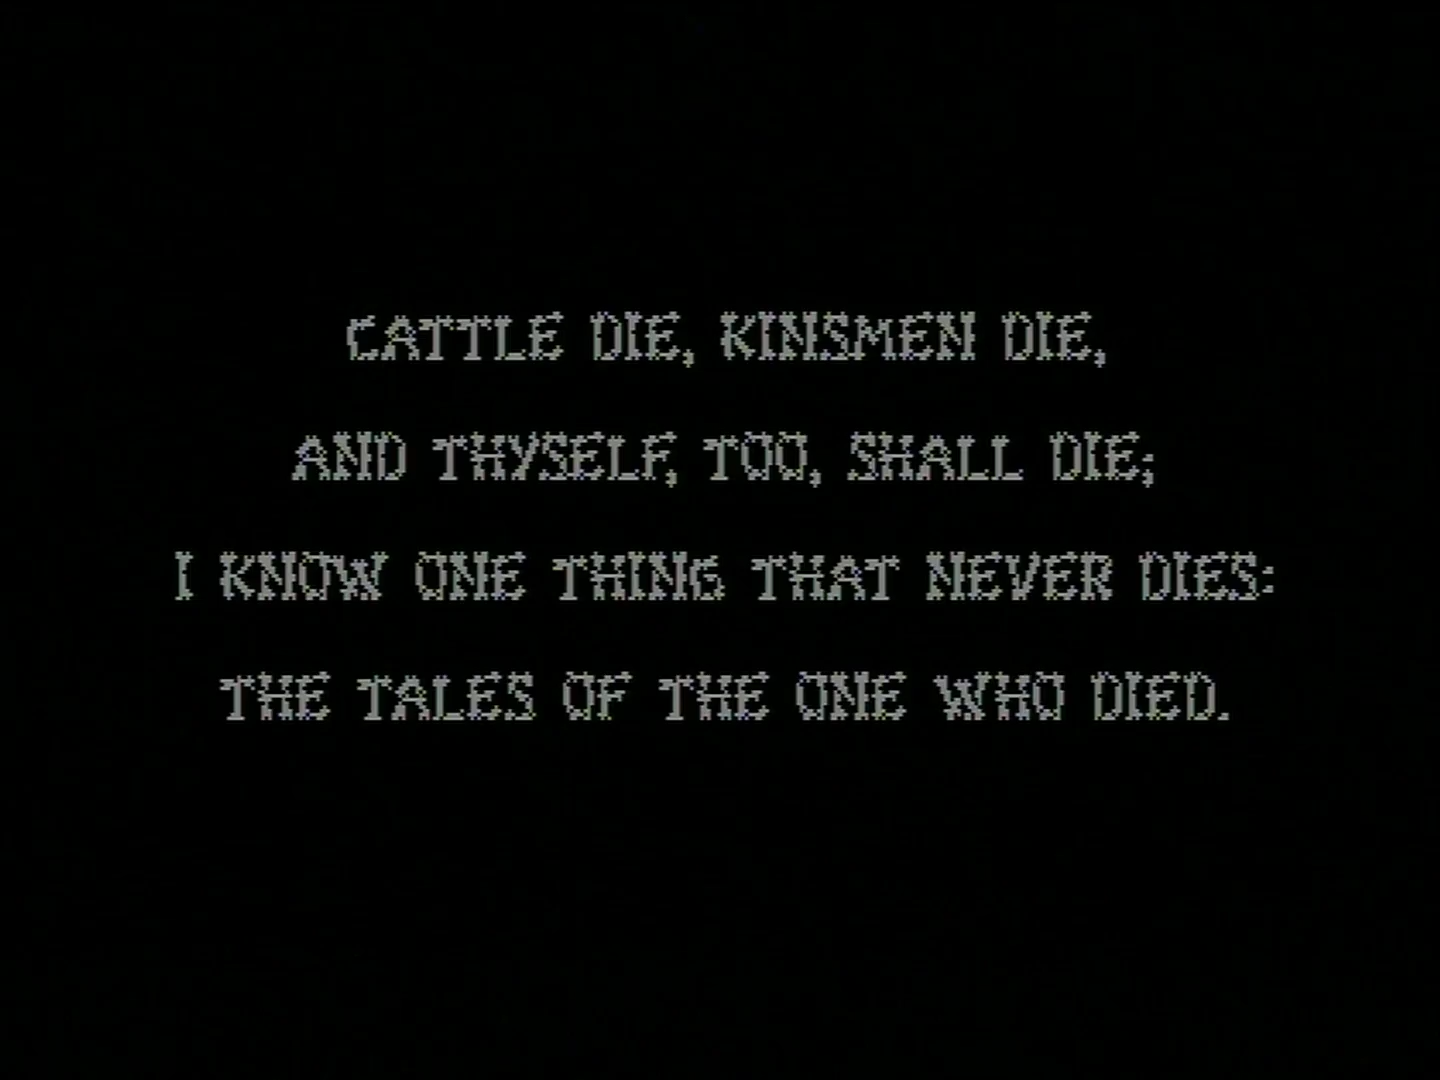 CATTLE DIE, KINSMEN DIE,
AND THYSELF, TOO, SHALL DIE;
I KNOW ONE THING THAT NEVER DIES:
THE TALES OF THE ONE WHO DIED.